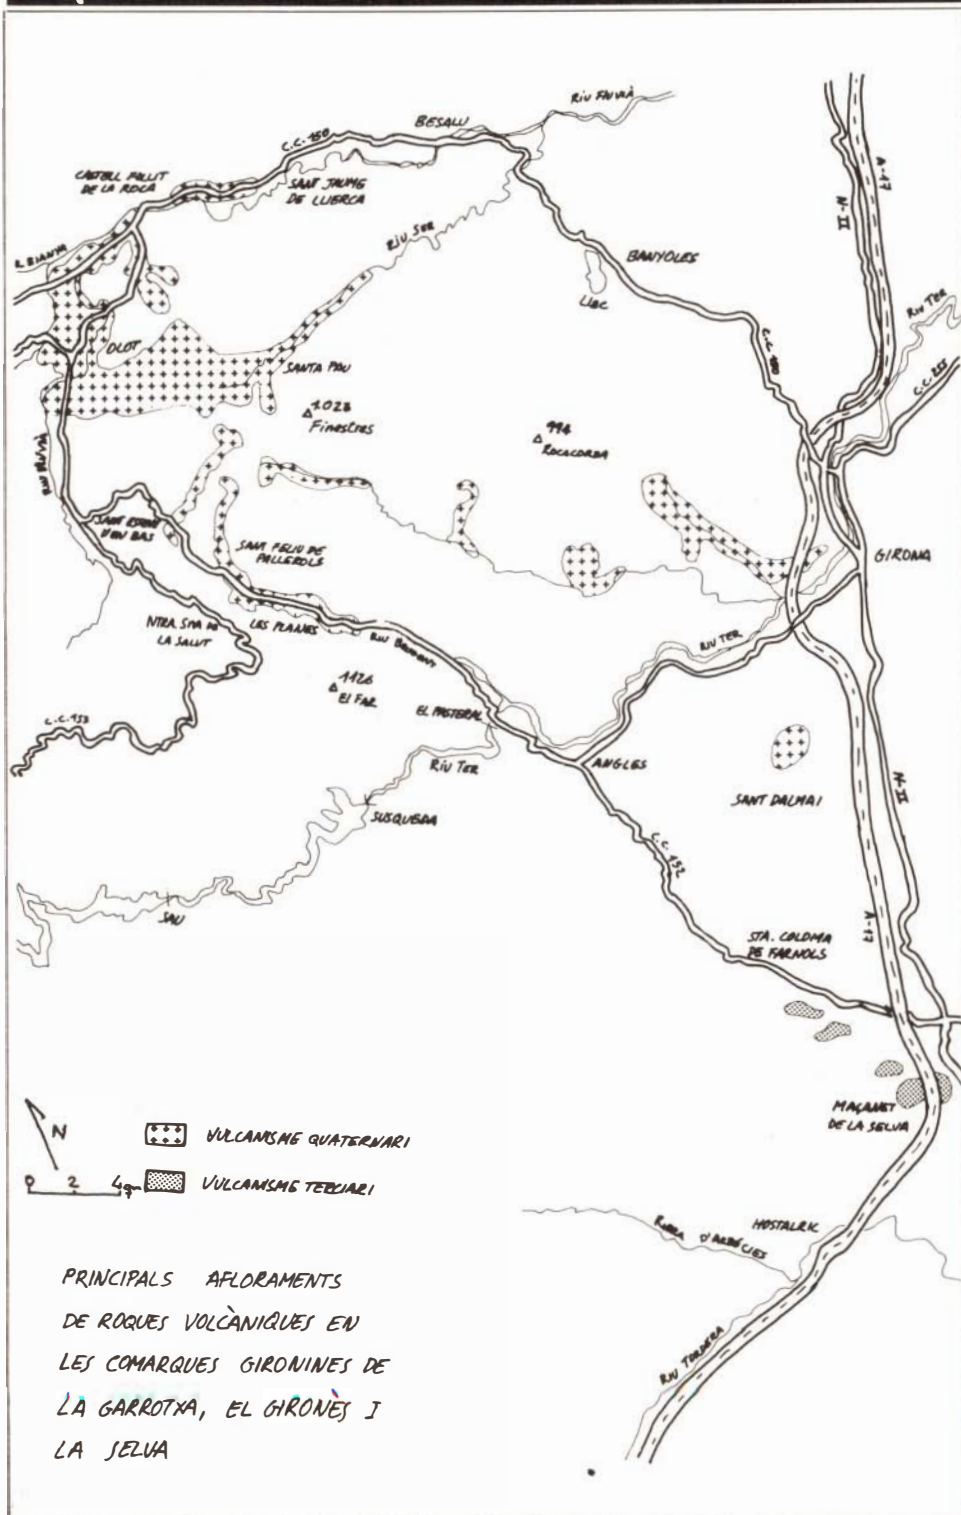 RIU FLUVIÀ
BESALU
C.C. 150
CASTELL FOLLIT
DE LA ROCA
SANT JAUME
DE LLIERCA
A-17
N-II
R. BIANYA
RIU SER
BANYOLES
LLAC
RIU TER
OLOT
SANTA PAU
C.C. 150
C.C. 255
1.023
Finestres
994
ROCACORBA
RIU FLUVIÀ
SANT ESTEVE
D'EN BAS
SANT FELIU DE
PALLEROLS
GIRONA
NTRA. SRA DE
LA SALUT
LES PLANES
RIU BRUGENT
RIU TER
1126
El FAR
EL PASTERAL
C.C. 153
RIU TER
ANGLES
SUSQUEDA
SANT DALMAI
N-II
C.C. 152
SAU
A-17
STA. COLOMA
DE FARNOLS
MAÇANET
DE LA SELVA
N
VULCANISME QUATERNARI
0 2 4qm
VULCANISME TERCIARI
HOSTALRIC
RIERA D'ARBÚCIES
PRINCIPALS AFLORAMENTS
DE ROQUES VOLCÀNIQUES EN
LES COMARQUES GIRONINES DE
LA GARROTXA, EL GIRONÈS I
LA SELVA
RIU TORDERA